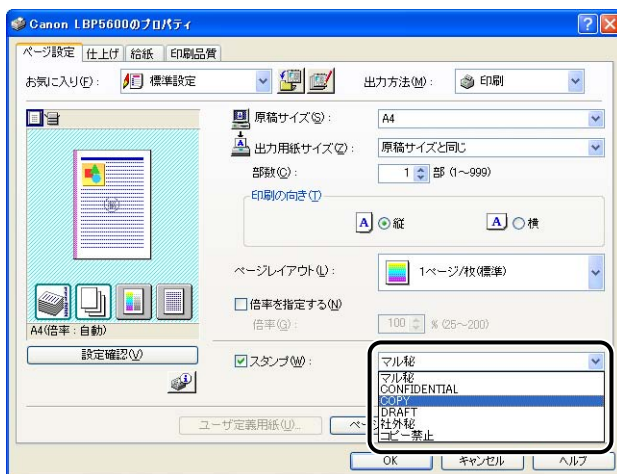 Canon LBP5600のプロパティ
ページ設定 仕上げ 給紙 印刷品質
お気に入り(F): 標準設定 出力方法(M): 印刷
原稿サイズ(S): A4
出力用紙サイズ(Z): 原稿サイズと同じ
部数(C): 1 部 (1~999)
印刷の向き(T)
A 縦 A 横
ページレイアウト(L): 1ページ/枚(標準)
倍率を指定する(N)
倍率(G): 100 % (25~200)
A4(倍率:自動)
設定確認(V)
スタンプ(W): マル秘
マル秘
CONFIDENTIAL
COPY
DRAFT
社外秘
コピー禁止
ユーザ定義用紙(U)... ペー
OK キャンセル ヘルプ